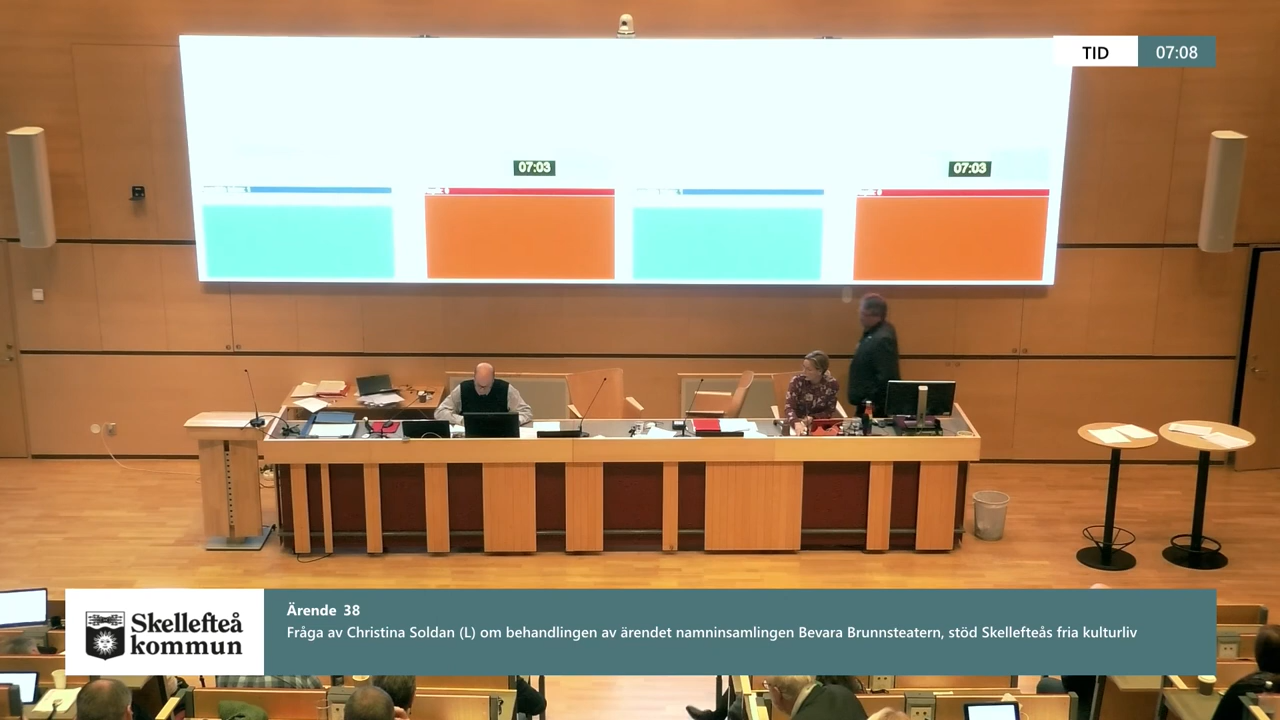 TID 07:08
07:03 07:03
Skellefteå
kommun
Ärende 38
Fråga av Christina Soldan (L) om behandlingen av ärendet namninsamlingen Bevara Brunnsteatern, stöd Skellefteås fria kulturliv